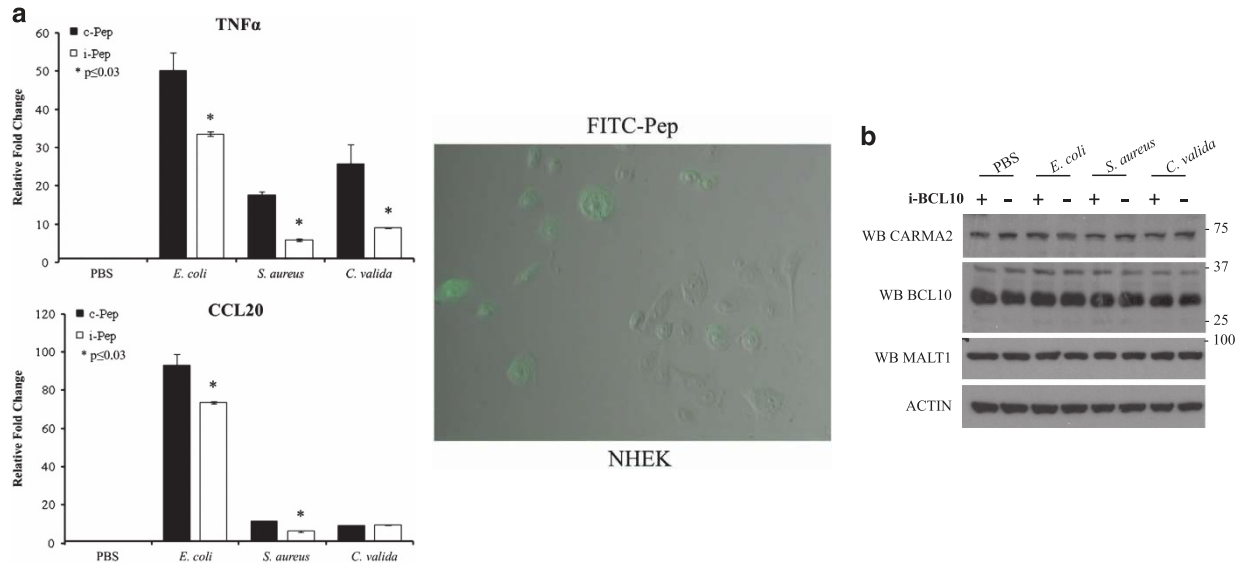 a
TNFα
Relative Fold Change
60
50
40
30
20
10
0
c-Pep
i-Pep
* p≤0.03
*
*
*
PBS E. coli S. aureus C. valida
CCL20
Relative Fold Change
120
100
80
60
40
20
0
c-Pep
i-Pep
* p≤0.03
*
*
PBS E. coli S. aureus C. valida
FITC-Pep
NHEK
b
PBS E. coli S. aureus C. valida
i-BCL10 + - + - + - + -
WB CARMA2
- 75
- 37
WB BCL10
- 25
- 100
WB MALT1
ACTIN